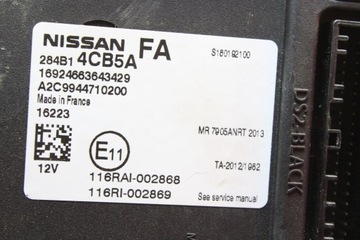 NISSAN FA
S180192100
284B1 4CB5A
16924663643429
A2C9944710200
Made in France
16223
MR 7905ANRT 2013
E11
TA-2012/1982
12V
116RAI-002868
116RI-002869
See service manual
DS2-BLACK